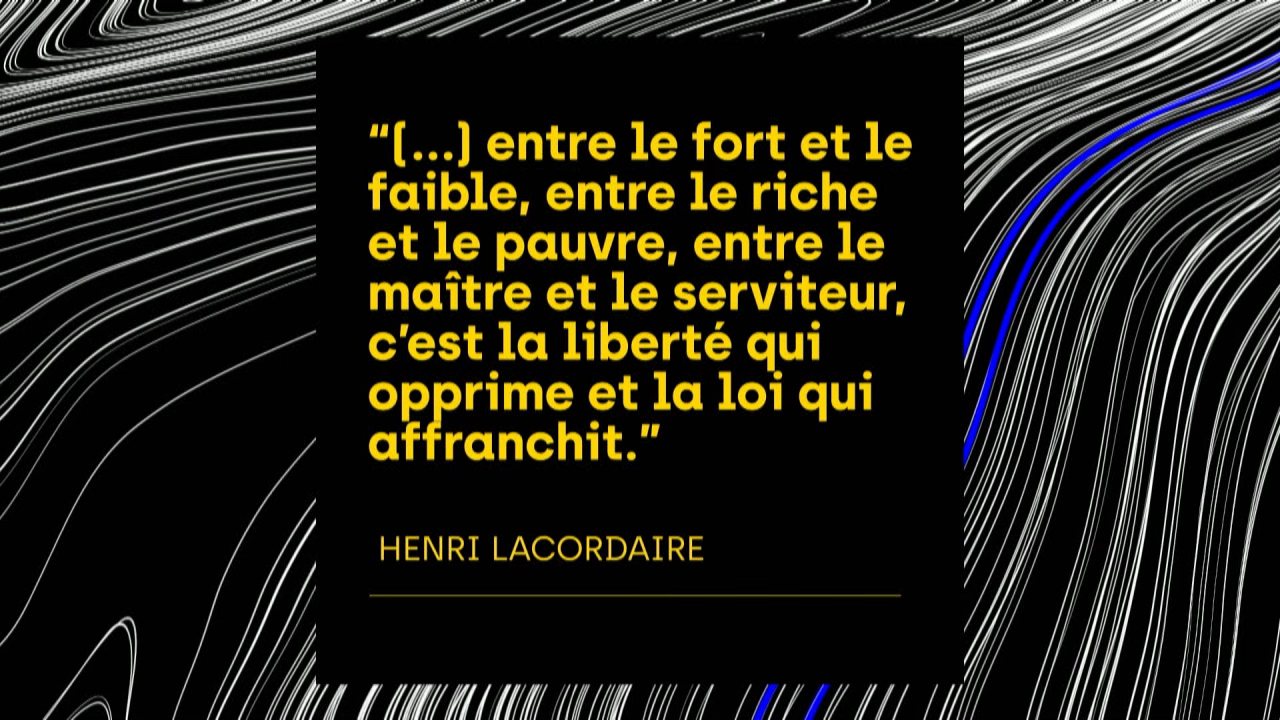 “(...) entre le fort et le
faible, entre le riche
et le pauvre, entre le
maître et le serviteur,
c’est la liberté qui
opprime et la loi qui
affranchit.”
HENRI LACORDAIRE